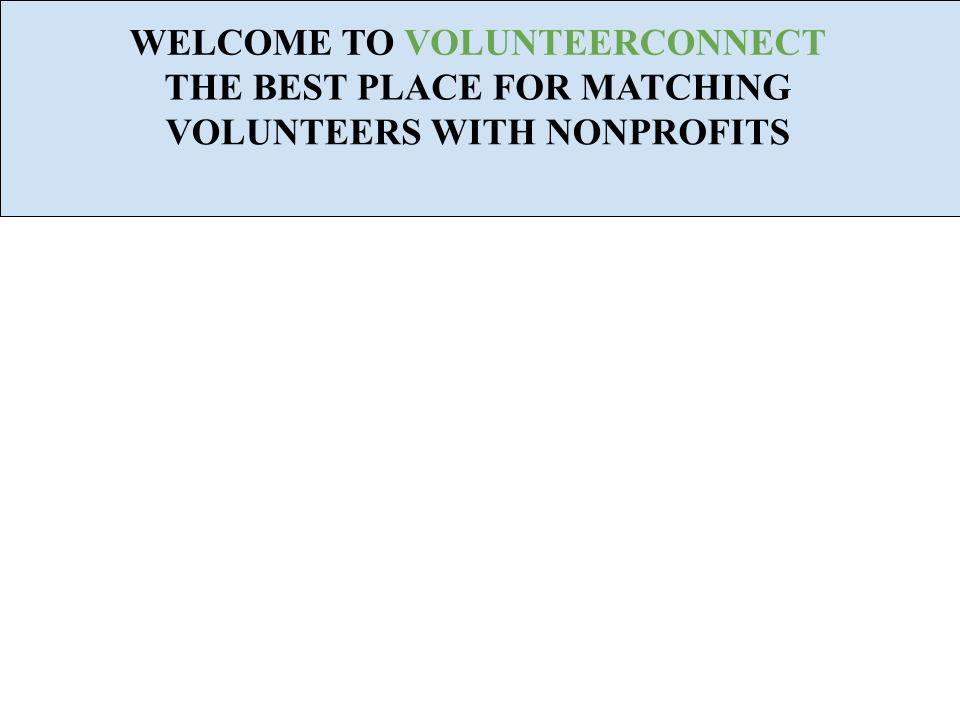 WELCOME TO VOLUNTEERCONNECT
THE BEST PLACE FOR MATCHING
VOLUNTEERS WITH NONPROFITS